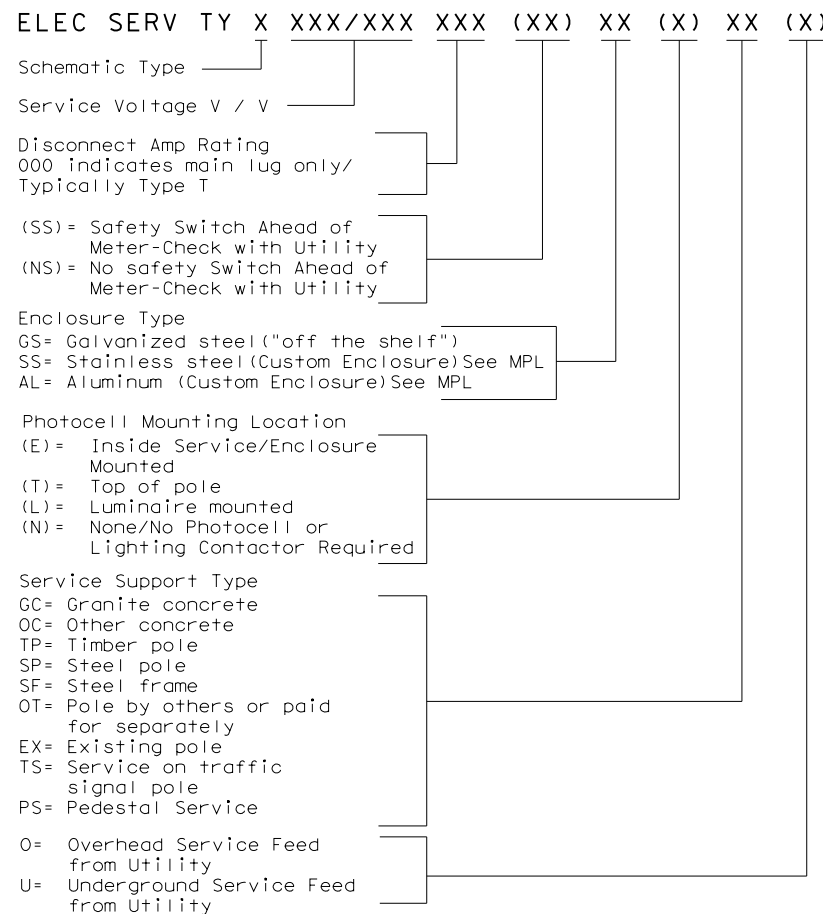 ELEC SERV TY X XXX/XXX XXX (XX) XX (X) XX (X)
Schematic Type
Service Voltage V / V
Disconnect Amp Rating
000 indicates main lug only/
Typically Type T
(SS)= Safety Switch Ahead of
Meter-Check with Utility
(NS)= No safety Switch Ahead of
Meter-Check with Utility
Enclosure Type
GS= Galvanized steel("off the shelf")
SS= Stainless steel(Custom Enclosure)See MPL
AL= Aluminum (Custom Enclosure)See MPL
Photocell Mounting Location
(E)= Inside Service/Enclosure
Mounted
(T)= Top of pole
(L)= Luminaire mounted
(N)= None/No Photocell or
Lighting Contactor Required
Service Support Type
GC= Granite concrete
OC= Other concrete
TP= Timber pole
SP= Steel pole
SF= Steel frame
OT= Pole by others or paid
for separately
EX= Existing pole
TS= Service on traffic
signal pole
PS= Pedestal Service
O= Overhead Service Feed
from Utility
U= Underground Service Feed
from Utility